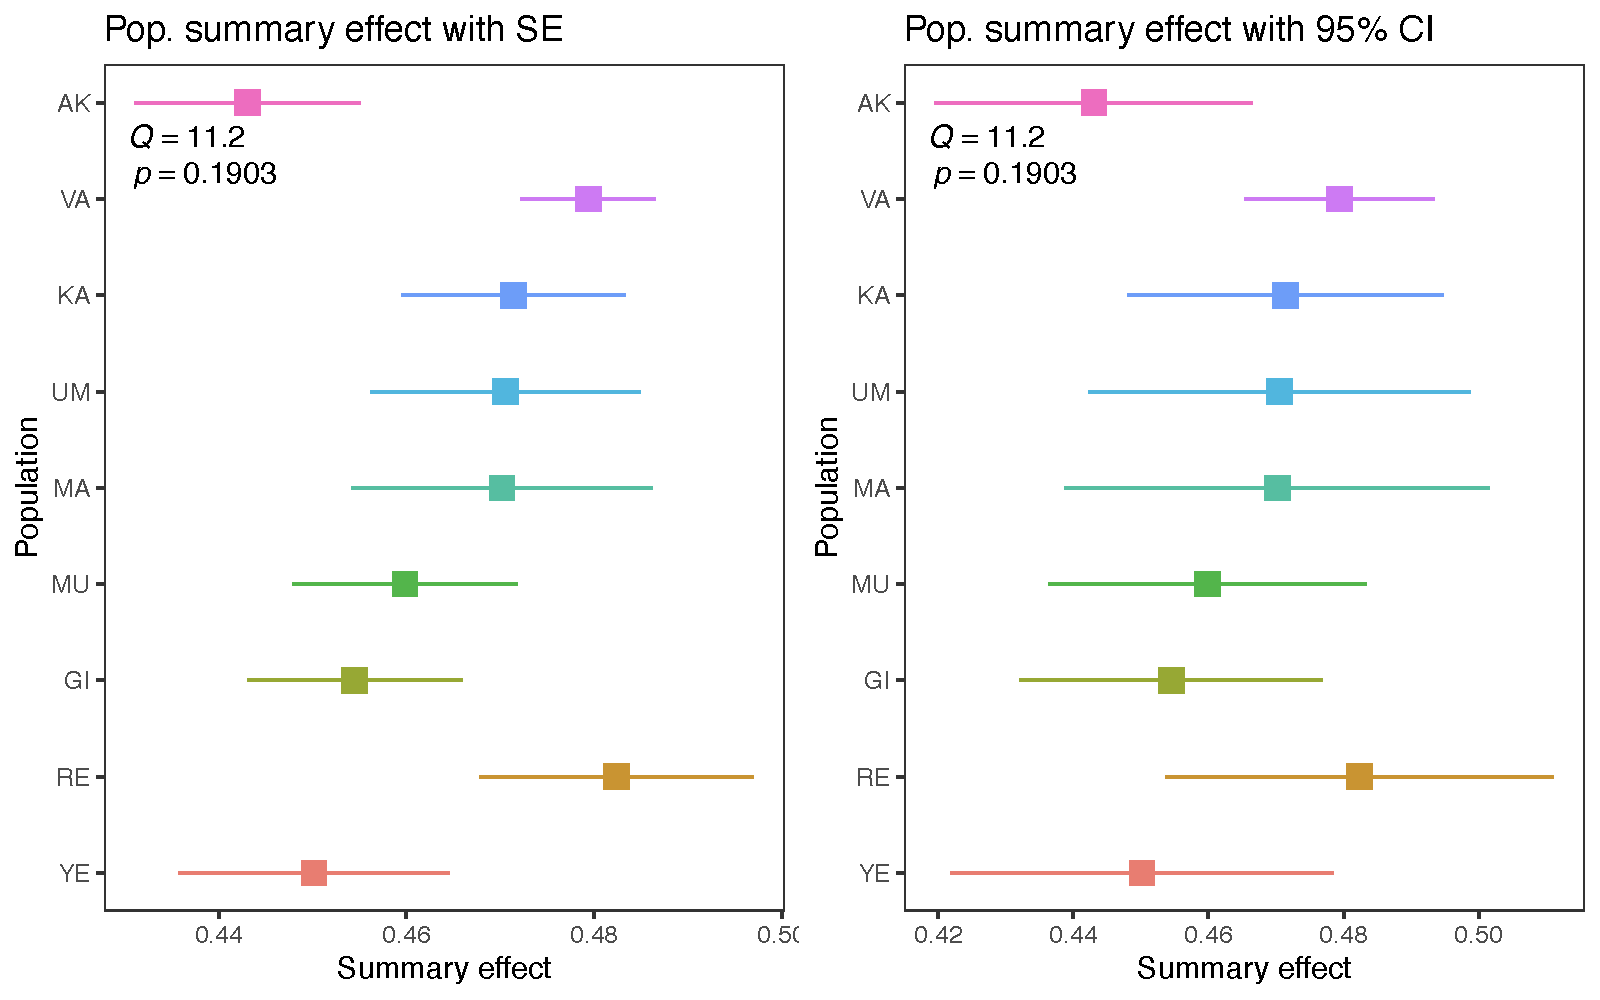 Pop. summary effect with SE
AK
Q = 11.2
p = 0.1903
VA
KA
UM
MA
MU
GI
RE
YE
Population
0.44 0.46 0.48 0.50
Summary effect
Pop. summary effect with 95% CI
AK
Q = 11.2
p = 0.1903
VA
KA
UM
MA
MU
GI
RE
YE
Population
0.42 0.44 0.46 0.48 0.50
Summary effect